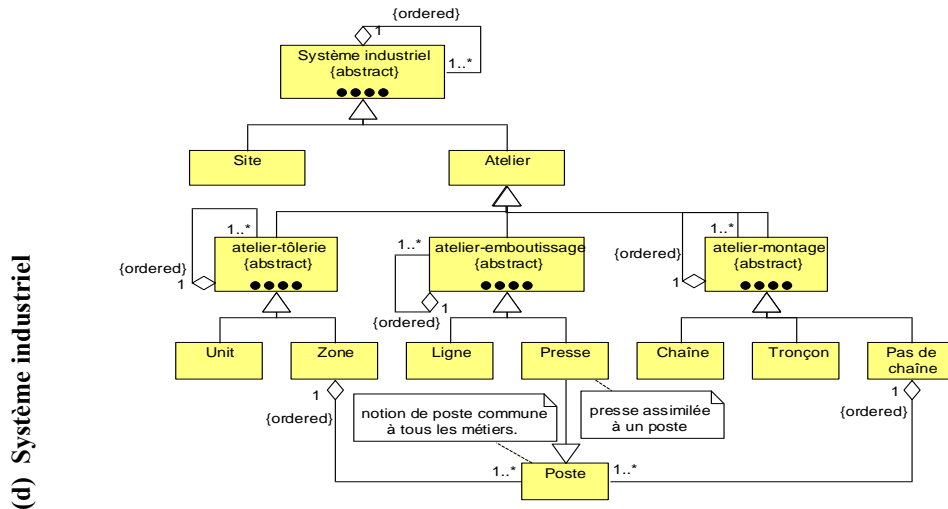 {ordered}
1
Système industriel
{abstract}
1..*
Site
Atelier
1..*
atelier-tôlerie
{abstract}
{ordered}
1
1..*
atelier-emboutissage
{abstract}
1
{ordered}
1..*
atelier-montage
{abstract}
{ordered}
1
Unit
Zone
Ligne
Presse
Chaîne
Tronçon
Pas de
chaîne
1
{ordered}
notion de poste commune
à tous les métiers.
presse assimilée
à un poste
1
{ordered}
1..*
Poste
1..*
(d) Système industriel